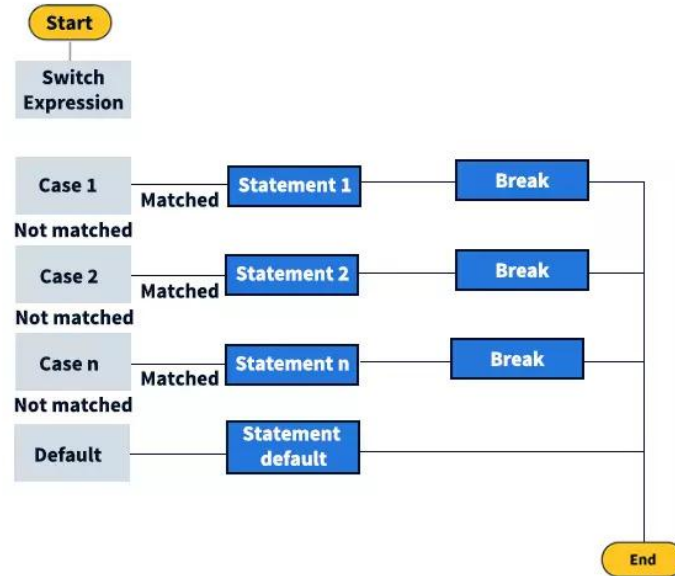 Start
Switch
Expression
Case 1
Matched
Statement 1
Break
Not matched
Case 2
Matched
Statement 2
Break
Not matched
Case n
Matched
Statement n
Break
Not matched
Default
Statement
default
End